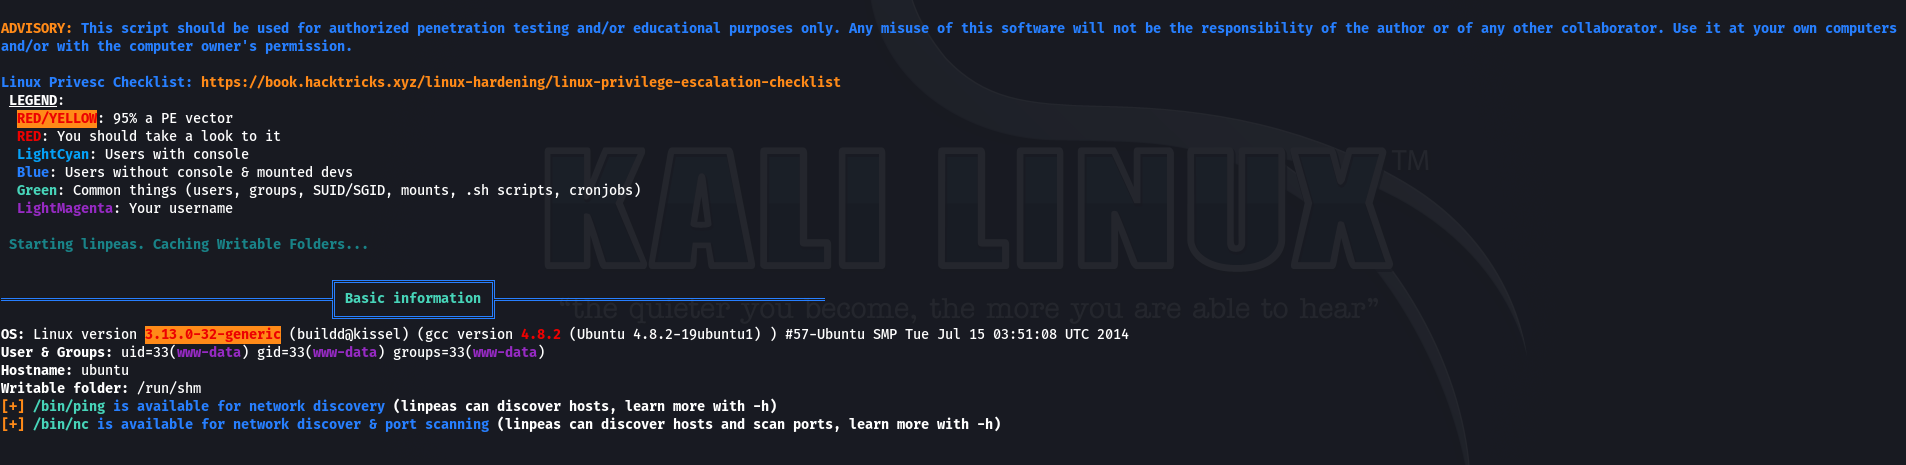 ADVISORY: This script should be used for authorized penetration testing and/or educational purposes only. Any misuse of this software will not be the responsibility of the author or of any other collaborator. Use it at your own computers
and/or with the computer owner's permission.
Linux Privesc Checklist: https://book.hacktricks.xyz/linux-hardening/linux-privilege-escalation-checklist
LEGEND:
RED/YELLOW: 95% a PE vector
RED: You should take a look to it
LightCyan: Users with console
Blue: Users without console & mounted devs
Green: Common things (users, groups, SUID/SGID, mounts, .sh scripts, cronjobs)
LightMagenta: Your username
KALI LINUX™
Starting linpeas. Caching Writable Folders...
Basic information
“the quieter you become, the more you are able to hear”
OS: Linux version 3.13.0-32-generic (buildd@kissel) (gcc version 4.8.2 (Ubuntu 4.8.2-19ubuntu1) ) #57-Ubuntu SMP Tue Jul 15 03:51:08 UTC 2014
User & Groups: uid=33(www-data) gid=33(www-data) groups=33(www-data)
Hostname: ubuntu
Writable folder: /run/shm
[+] /bin/ping is available for network discovery (linpeas can discover hosts, learn more with -h)
[+] /bin/nc is available for network discover & port scanning (linpeas can discover hosts and scan ports, learn more with -h)